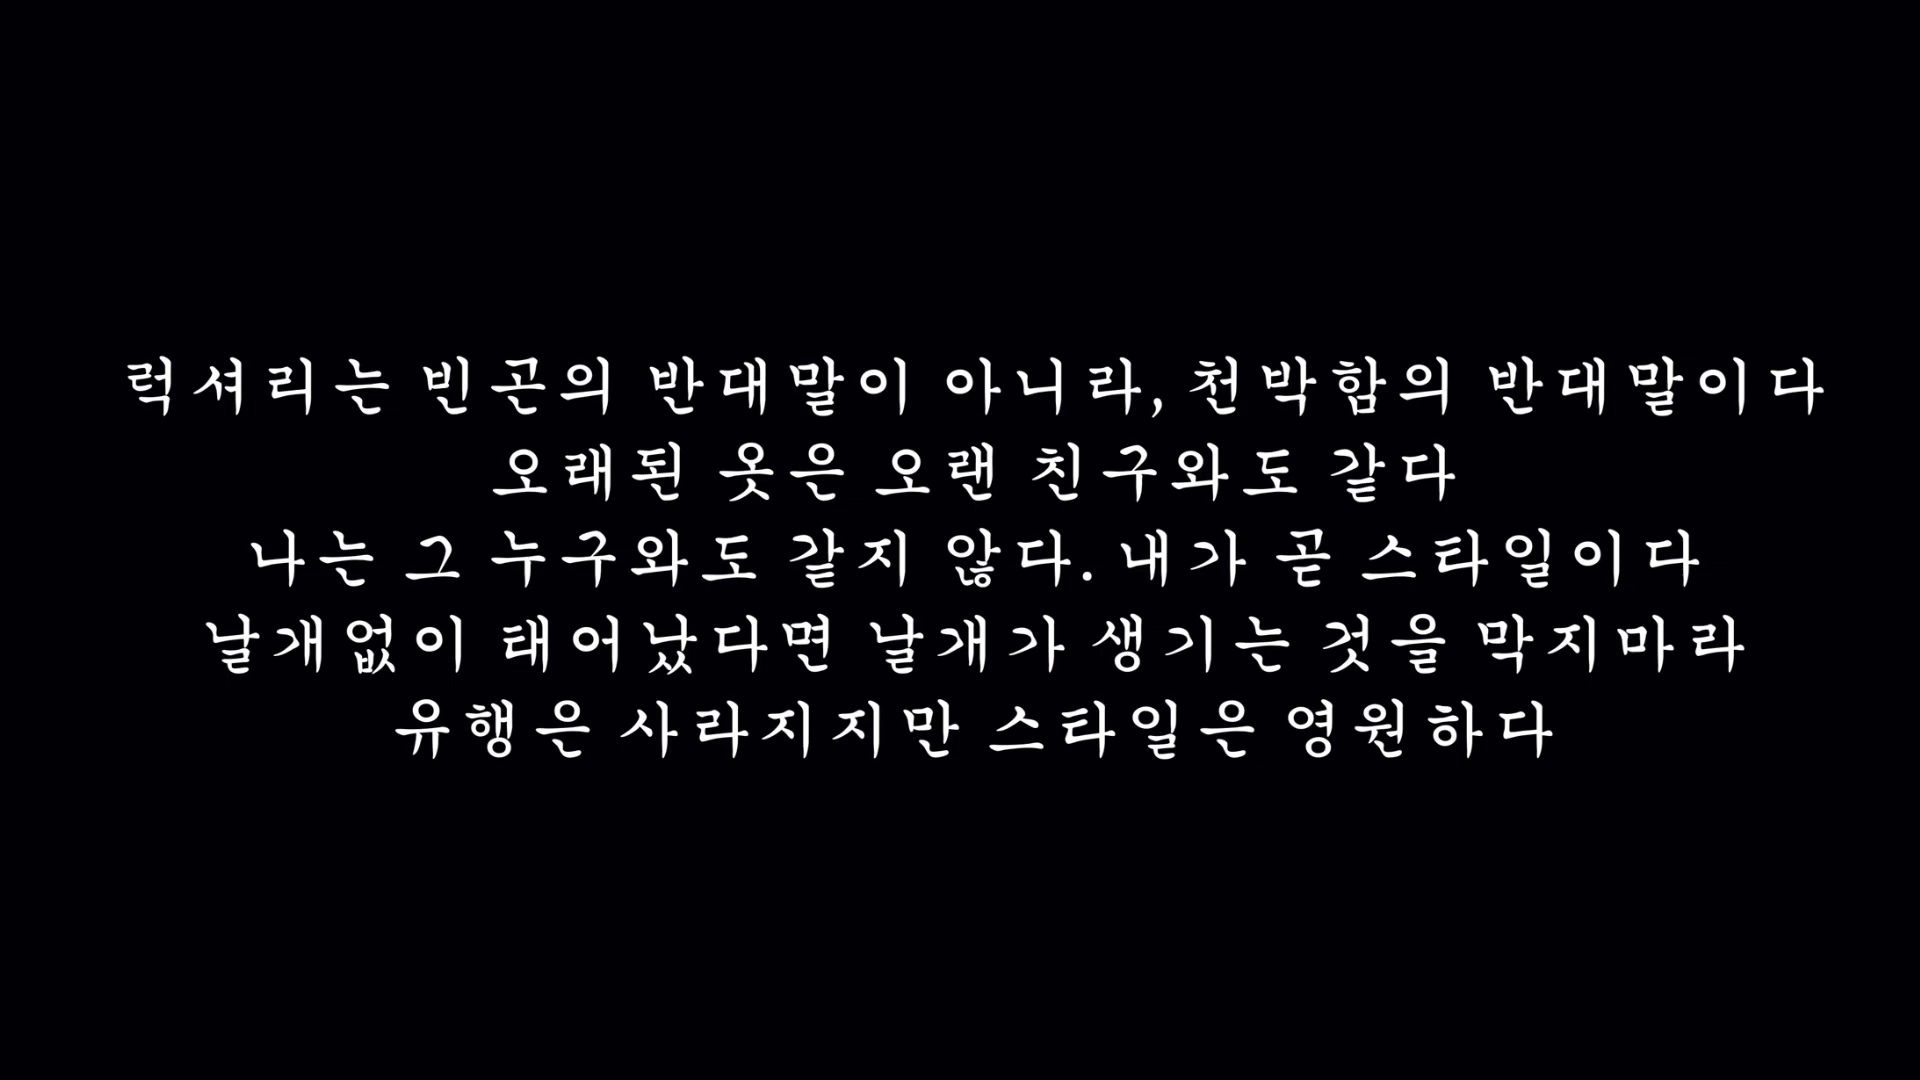 럭셔리는 빈곤의 반대말이 아니라, 천박함의 반대말이다
오래된 옷은 오랜 친구와도 같다
나는 그 누구와도 같지 않다. 내가 곧 스타일이다
날개없이 태어났다면 날개가 생기는 것을 막지마라
유행은 사라지지만 스타일은 영원하다